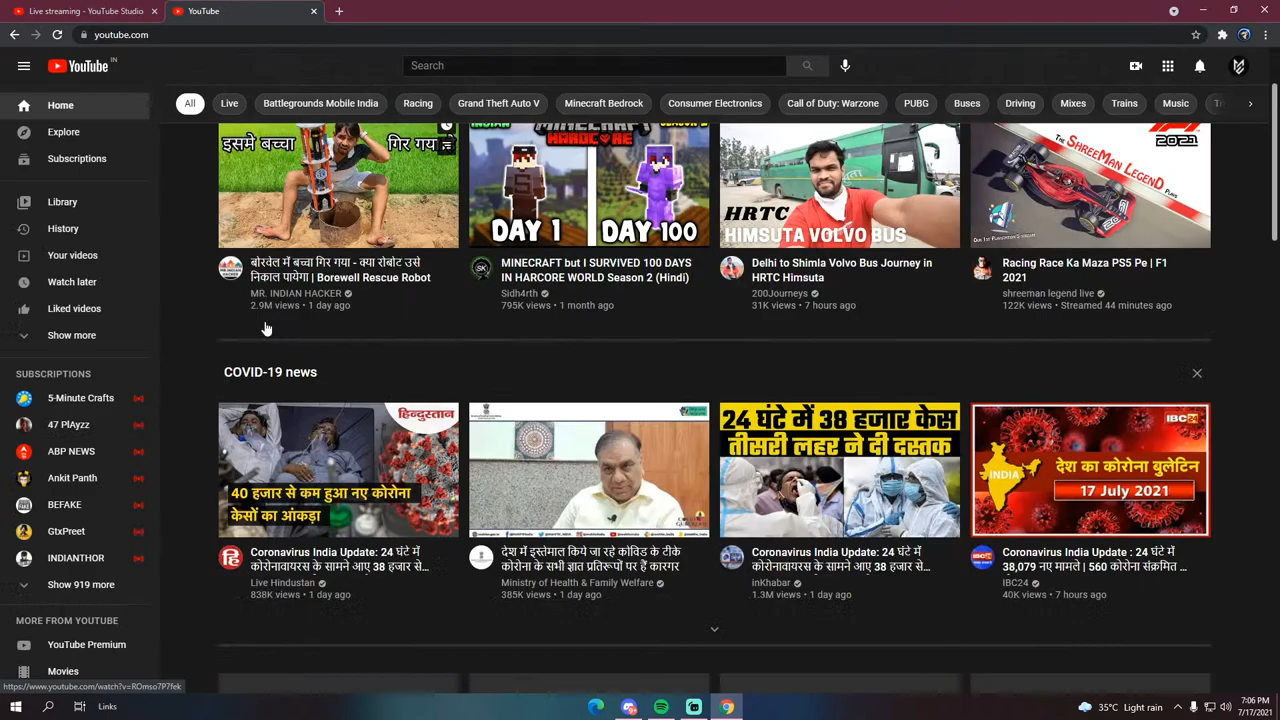 Live streaming - YouTube Studio
YouTube
youtube.com
YouTube IN
Search
Home
Explore
Subscriptions
Library
History
Your videos
Watch later
Liked videos
Show more
SUBSCRIPTIONS
5-Minute Crafts
47 PlAyzz
ABP NEWS
Ankit Panth
BEFAKE
GtxPreet
INDIANTHOR
Show 919 more
MORE FROM YOUTUBE
YouTube Premium
Movies
https://www.youtube.com/watch?v=ROmso7P7fek
All
Live
Battlegrounds Mobile India
Racing
Grand Theft Auto V
Minecraft Bedrock
Consumer Electronics
Call of Duty: Warzone
PUBG
Buses
Driving
Mixes
Trains
Music
इसमे बच्चा
गिर गया
बोरवेल में बच्चा गिर गया - क्या रोबोट उसे
निकाल पायेगा | Borewell Rescue Robot
MR. INDIAN HACKER
2.9M views • 1 day ago
INDIAN
MINECRAFT
HARDCORE
DAY 1
DAY 100
MINECRAFT but I SURVIVED 100 DAYS
IN HARCORE WORLD Season 2 (Hindi)
Sidh4rth
795K views • 1 month ago
HRTC
HIMSUTA VOLVO BUS
Delhi to Shimla Volvo Bus Journey in
HRTC Himsuta
200Journeys
31K views • 7 hours ago
2021
THE SHREEMAN LEGEND PLAYS
Racing Race Ka Maza PS5 Pe | F1
2021
shreeman legend live
122K views • Streamed 44 minutes ago
COVID-19 news
हिन्दुस्तान
40 हजार से कम हुआ नए कोरोना
केसों का आंकड़ा
Coronavirus India Update: 24 घंटे में
कोरोनावायरस के सामने आए 38 हजार से...
Live Hindustan
838K views • 1 day ago
देश में इस्तेमाल किये जा रहे कोविड के टीके
कोरोना के सभी ज्ञात प्रतिरूपों पर हैं कारगर
Ministry of Health & Family Welfare
385K views • 1 day ago
24 घंटे में 38 हजार केस
तीसरी लहर ने दी दस्तक
Coronavirus India Update: 24 घंटे में
कोरोनावायरस के सामने आए 38 हजार से...
inKhabar
1.3M views • 1 day ago
IBC24
INDIA
देश का कोरोना बुलेटिन
17 July 2021
Coronavirus India Update : 24 घंटे में
38,079 नए मामले | 560 कोरोना संक्रमित ...
IBC24
40K views • 7 hours ago
Links
35°C Light rain
7:06 PM
7/17/2021